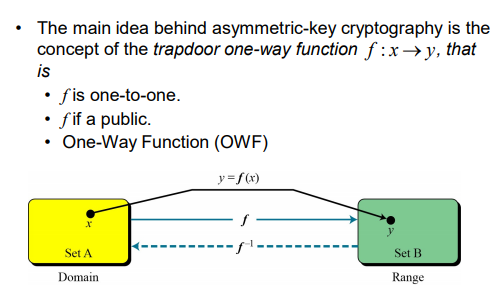 • The main idea behind asymmetric-key cryptography is the
concept of the trapdoor one-way function f : x → y, that
is
• f is one-to-one.
• f if a public.
• One-Way Function (OWF)
y = f (x)
x
f
y
f⁻¹
Set A
Set B
Domain
Range